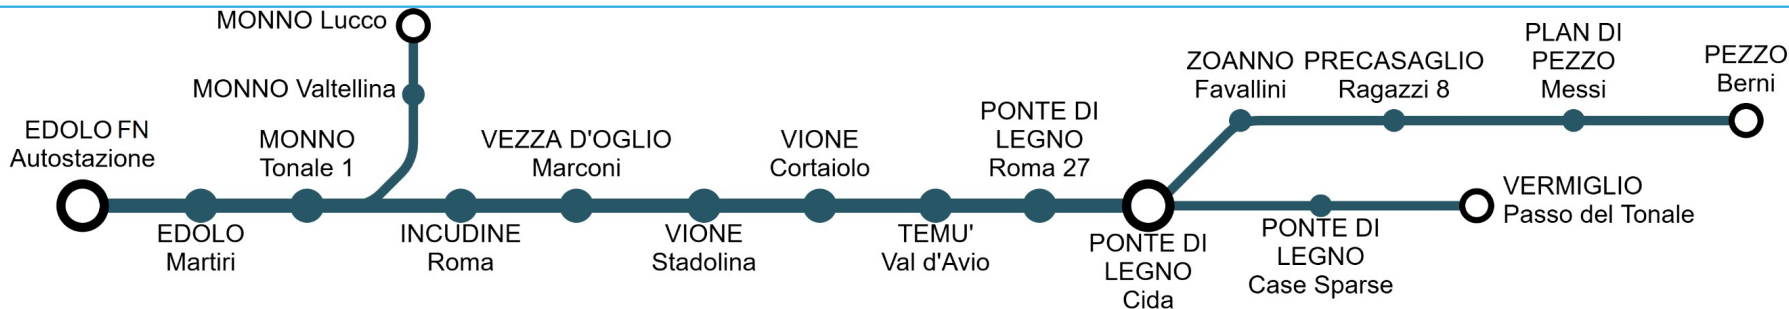 MONNO Lucco
MONNO Valtellina
EDOLO FN
Autostazione
EDOLO
Martiri
MONNO
Tonale 1
INCUDINE
Roma
VEZZA D'OGLIO
Marconi
VIONE
Stadolina
VIONE
Cortaiolo
TEMU'
Val d'Avio
PONTE DI
LEGNO
Roma 27
PONTE DI
LEGNO
Cida
ZOANNO
Favallini
PRECASAGLIO
Ragazzi 8
PLAN DI
PEZZO
Messi
PEZZO
Berni
PONTE DI
LEGNO
Case Sparse
VERMIGLIO
Passo del Tonale